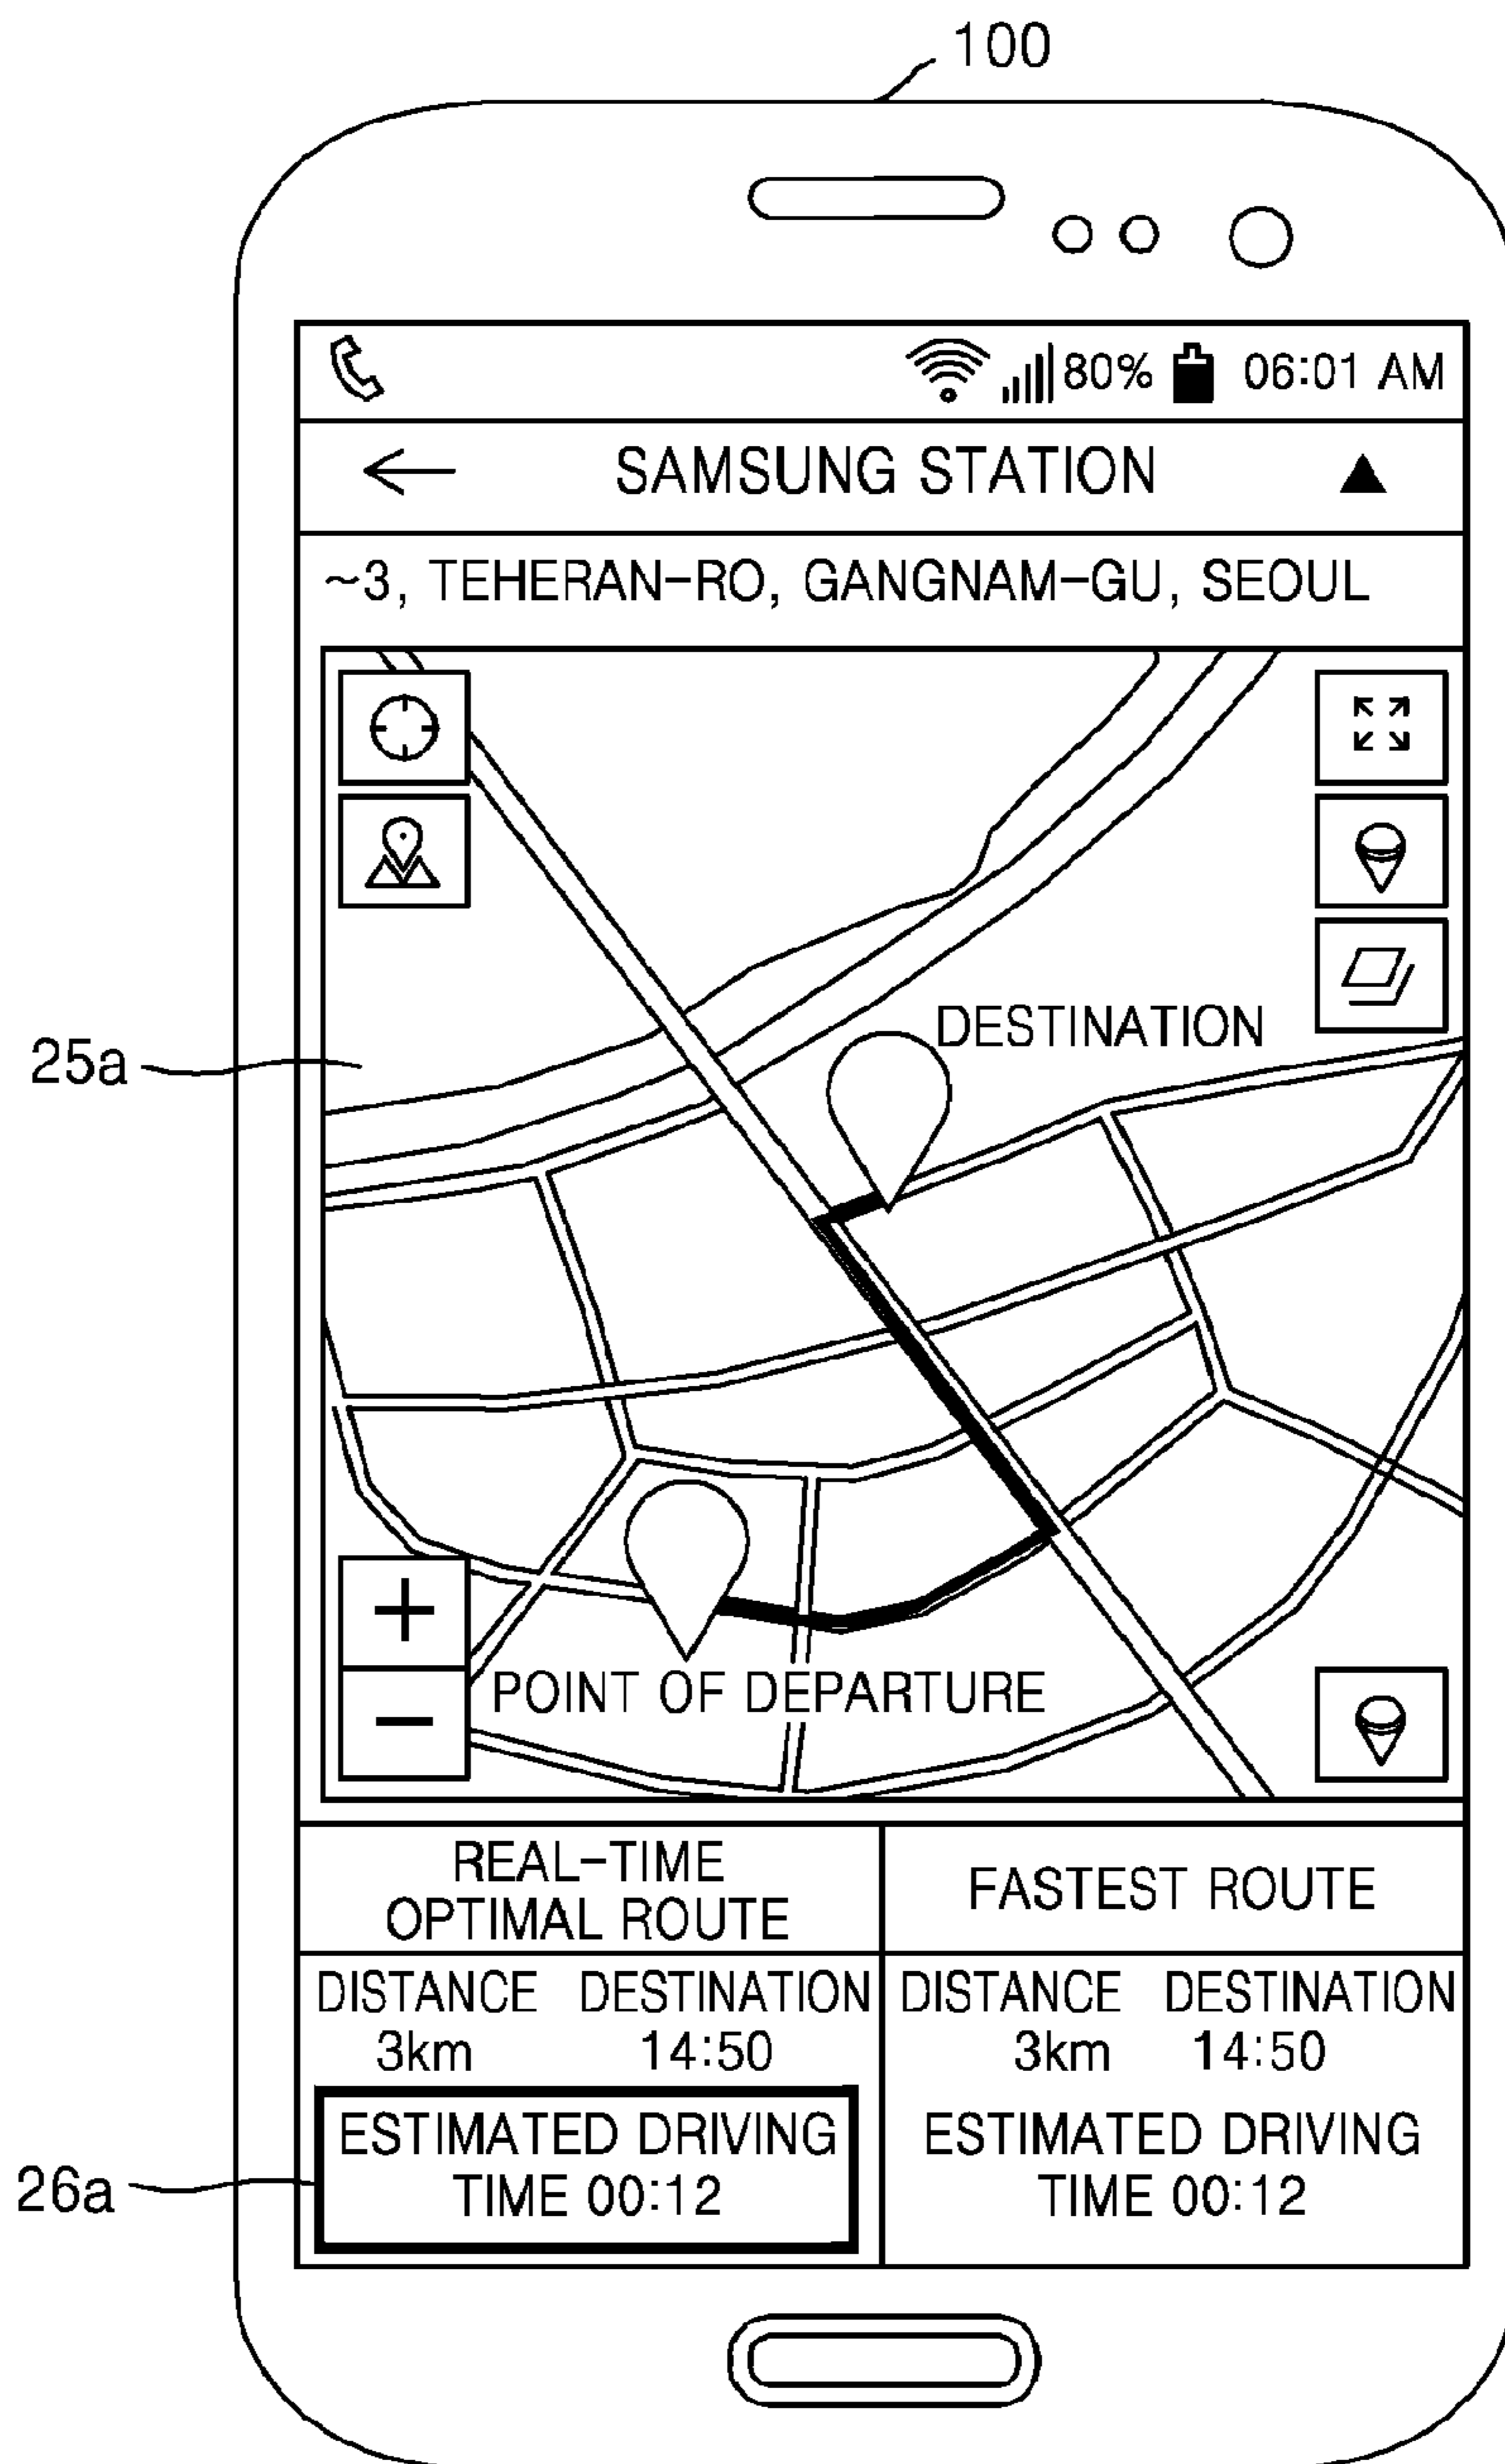 100
80% 06:01 AM
SAMSUNG STATION
~3, TEHERAN-RO, GANGNAM-GU, SEOUL
DESTINATION
25a
POINT OF DEPARTURE
REAL-TIME
OPTIMAL ROUTE
FASTEST ROUTE
DISTANCE DESTINATION
3km 14:50
ESTIMATED DRIVING
TIME 00:12
DISTANCE DESTINATION
3km 14:50
ESTIMATED DRIVING
TIME 00:12
26a